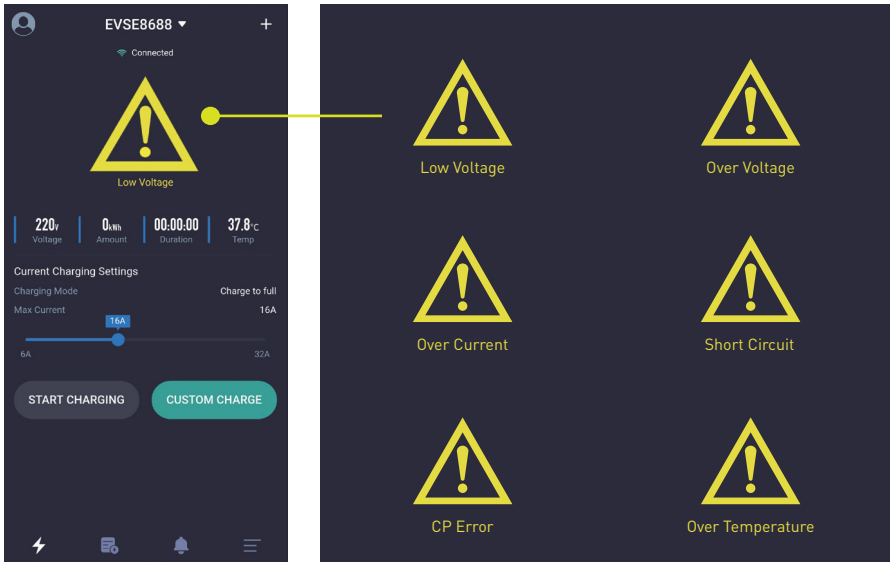 EVSE8688
Connected
Low Voltage
220V
Voltage
0kWh
Amount
00:00:00
Duration
37.8°C
Temp
Current Charging Settings
Charging Mode Charge to full
Max Current 16A
16A
6A 32A
START CHARGING CUSTOM CHARGE
Low Voltage Over Voltage
Over Current Short Circuit
CP Error Over Temperature